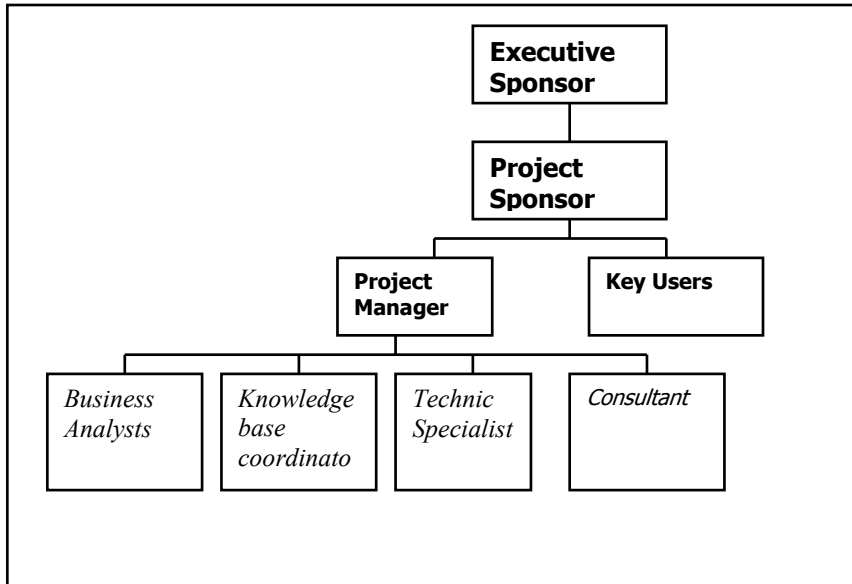 Executive
Sponsor
Project
Sponsor
Project
Manager
Key Users
Business
Analysts
Knowledge
base
coordinato
Technic
Specialist
Consultant